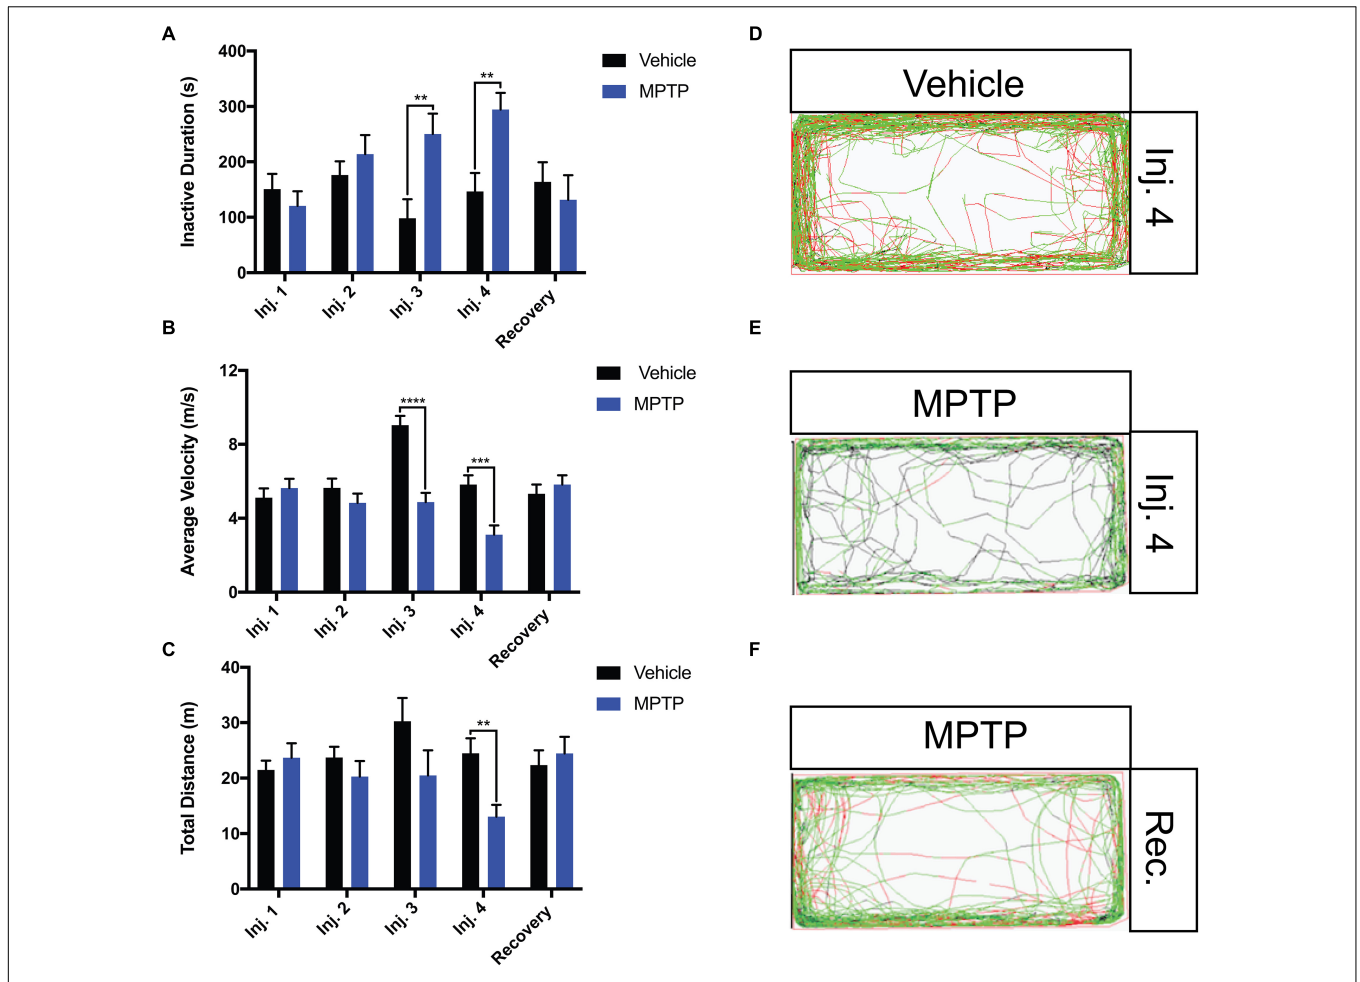 A
400
300
200
100
0
Inactive Duration (s)
**
**
Vehicle
MPTP
Inj. 1
Inj. 2
Inj. 3
Inj. 4
Recovery
B
12
8
4
0
Average Velocity (m/s)
****
***
Vehicle
MPTP
Inj. 1
Inj. 2
Inj. 3
Inj. 4
Recovery
C
40
30
20
10
0
Total Distance (m)
**
Vehicle
MPTP
Inj. 1
Inj. 2
Inj. 3
Inj. 4
Recovery
D
Vehicle
Inj. 4
E
MPTP
Inj. 4
F
MPTP
Rec.